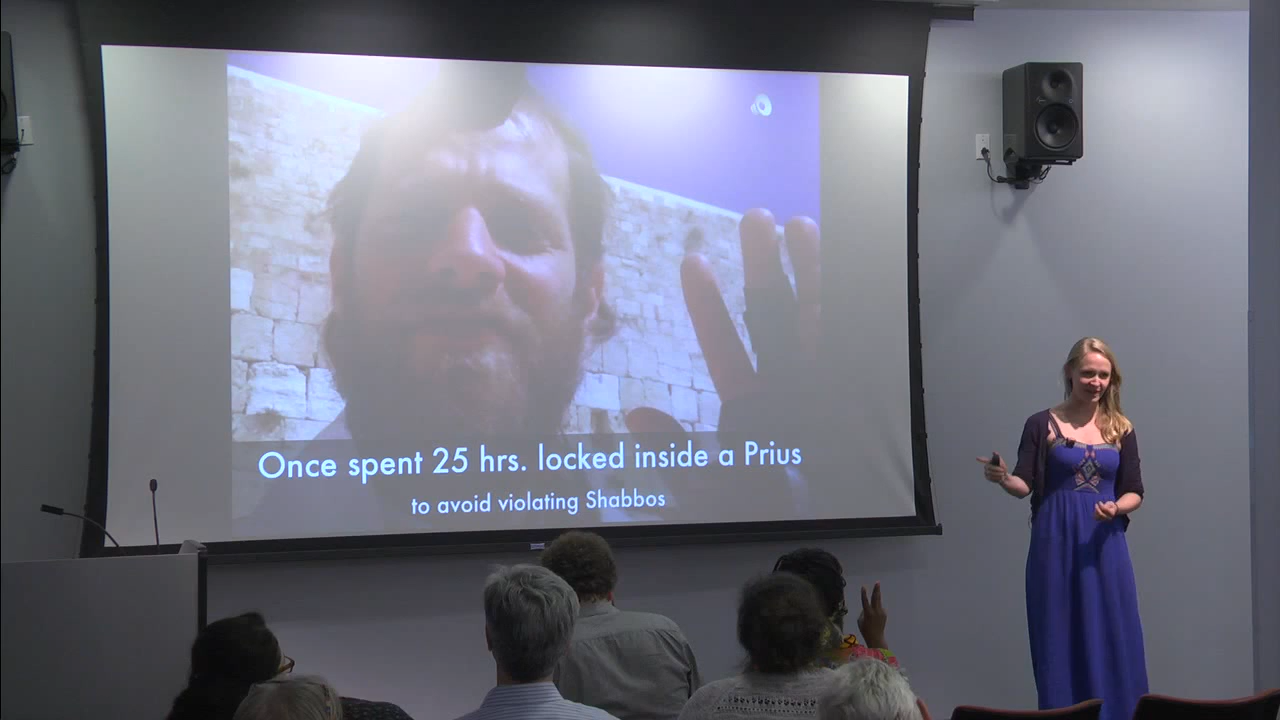 Once spent 25 hrs. locked inside a Prius
to avoid violating Shabbos